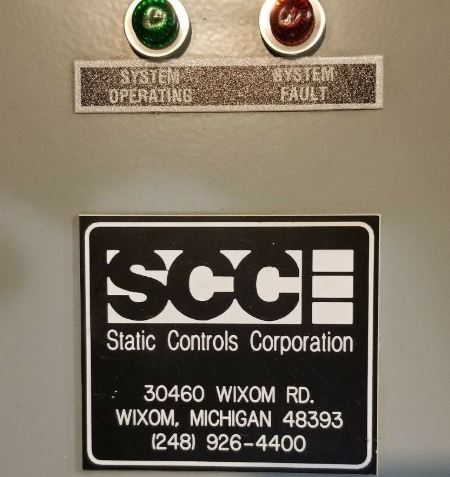 SYSTEM OPERATING
SYSTEM FAULT
SCC
Static Controls Corporation
30460 WIXOM RD.
WIXOM, MICHIGAN 48393
(248) 926-4400